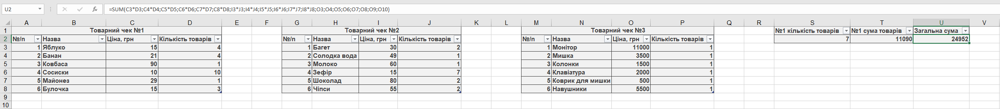 U2 fx =SUM(C3*D3;C4*D4;C5*D5;C6*D6;C7*D7;C8*D8;I3*J3;I4*J4;I5*J5;I6*J6;I7*J7;I8*J8;O3;O4;O5;O6;O7;O8;O9;O10)
A B C D E F G H I J K L M N O P Q R S T U V
1 Товарний чек №1 Товарний чек №2 Товарний чек №3 №1 кількість товарів №1 сума товарів Загальна сума
2 №/п Назва Ціна, грн Кількість товарів №/п Назва Ціна, грн Кількість товарів №/п Назва Ціна, грн Кількість товарів 7 11090 24952
3 1 Яблуко 15 4 1 Багет 30 2 1 Монітор 11000 1
4 2 Банан 21 4 2 Солодка вода 49 1 2 Мишка 3500 1
5 3 Ковбаса 90 1 3 Молоко 60 1 3 Колонки 1500 1
6 4 Сосиски 10 10 4 Зефір 15 7 4 Клавіатура 2000 1
7 5 Майонез 29 1 5 Шоколад 80 2 5 Коврик для мишки 500 1
8 6 Булочка 15 3 6 Чіпси 55 2 6 Навушники 5500 1
9
10